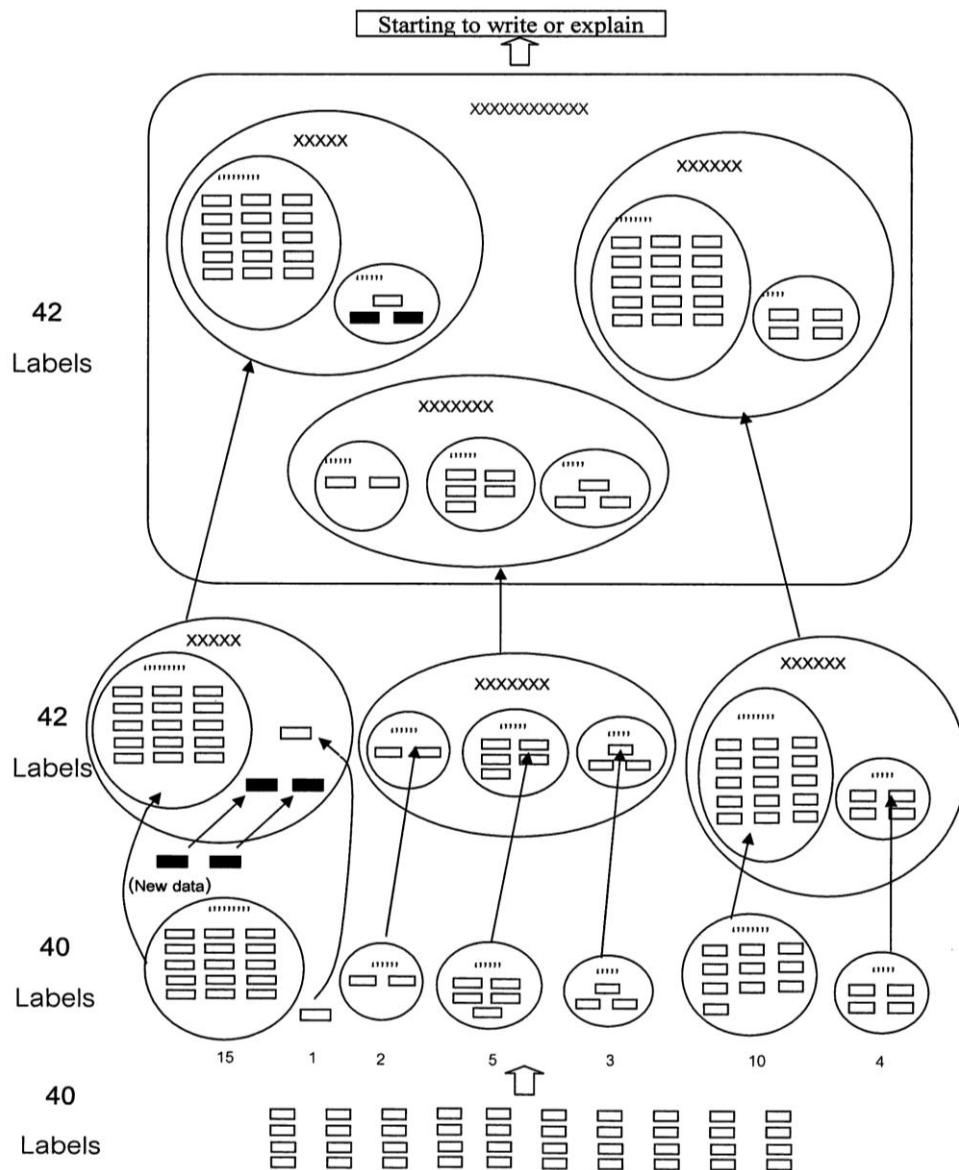 Starting to write or explain
XXXXXXXXXXXX
XXXXX
XXXXXX
‘’’’’’’’’
‘’’’’’’’
‘’’’’’
‘’’’’
42
Labels
XXXXXXX
‘’’’’’
‘’’’’’
‘’’’’
XXXXX
XXXXXXX
XXXXXX
‘’’’’’’’’
‘’’’’’
‘’’’’’
‘’’’’
‘’’’’’’’
‘’’’’
42
Labels
(New data)
‘’’’’’’’’
‘’’’’’
‘’’’’’
‘’’’’
‘’’’’’’’
‘’’’’
40
Labels
15 1 2 5 3 10 4
40
Labels